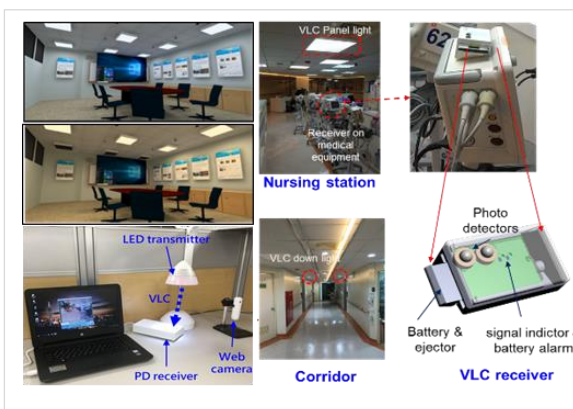 VLC Panel light
Receiver on
medical
equipment
Nursing station
62
LED transmitter
VLC
PD receiver
Web
camera
VLC down light
Corridor
Photo
detectors
Battery &
ejector
signal indictor
battery alarm
VLC receiver